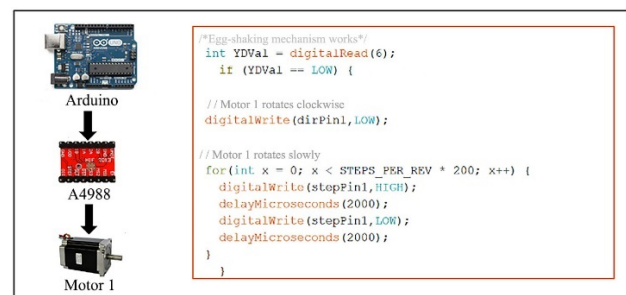 Arduino
A4988
Motor 1
/*Egg-shaking mechanism works*/
int YDVal = digitalRead(6);
if (YDVal == LOW) {
// Motor 1 rotates clockwise
digitalWrite(dirPin1,LOW);
// Motor 1 rotates slowly
for(int x = 0; x < STEPS_PER_REV * 200; x++) {
digitalWrite(stepPin1,HIGH);
delayMicroseconds(2000);
digitalWrite(stepPin1,LOW);
delayMicroseconds(2000);
}
}